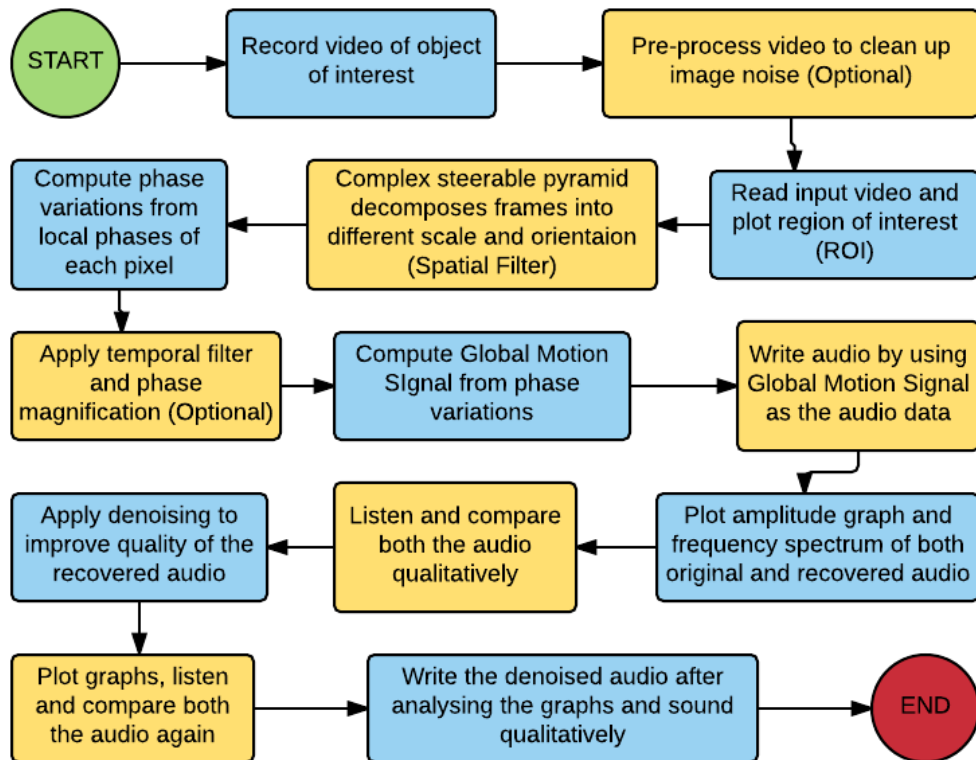 START
Record video of object
of interest
Pre-process video to clean up
image noise (Optional)
Read input video and
plot region of interest
(ROI)
Complex steerable pyramid
decomposes frames into
different scale and orientaion
(Spatial Filter)
Compute phase
variations from
local phases of
each pixel
Apply temporal filter
and phase
magnification (Optional)
Compute Global Motion
SIgnal from phase
variations
Write audio by using
Global Motion Signal
as the audio data
Plot amplitude graph and
frequency spectrum of both
original and recovered audio
Listen and compare
both the audio
qualitatively
Apply denoising to
improve quality of the
recovered audio
Plot graphs, listen
and compare both
the audio again
Write the denoised audio after
analysing the graphs and sound
qualitatively
END